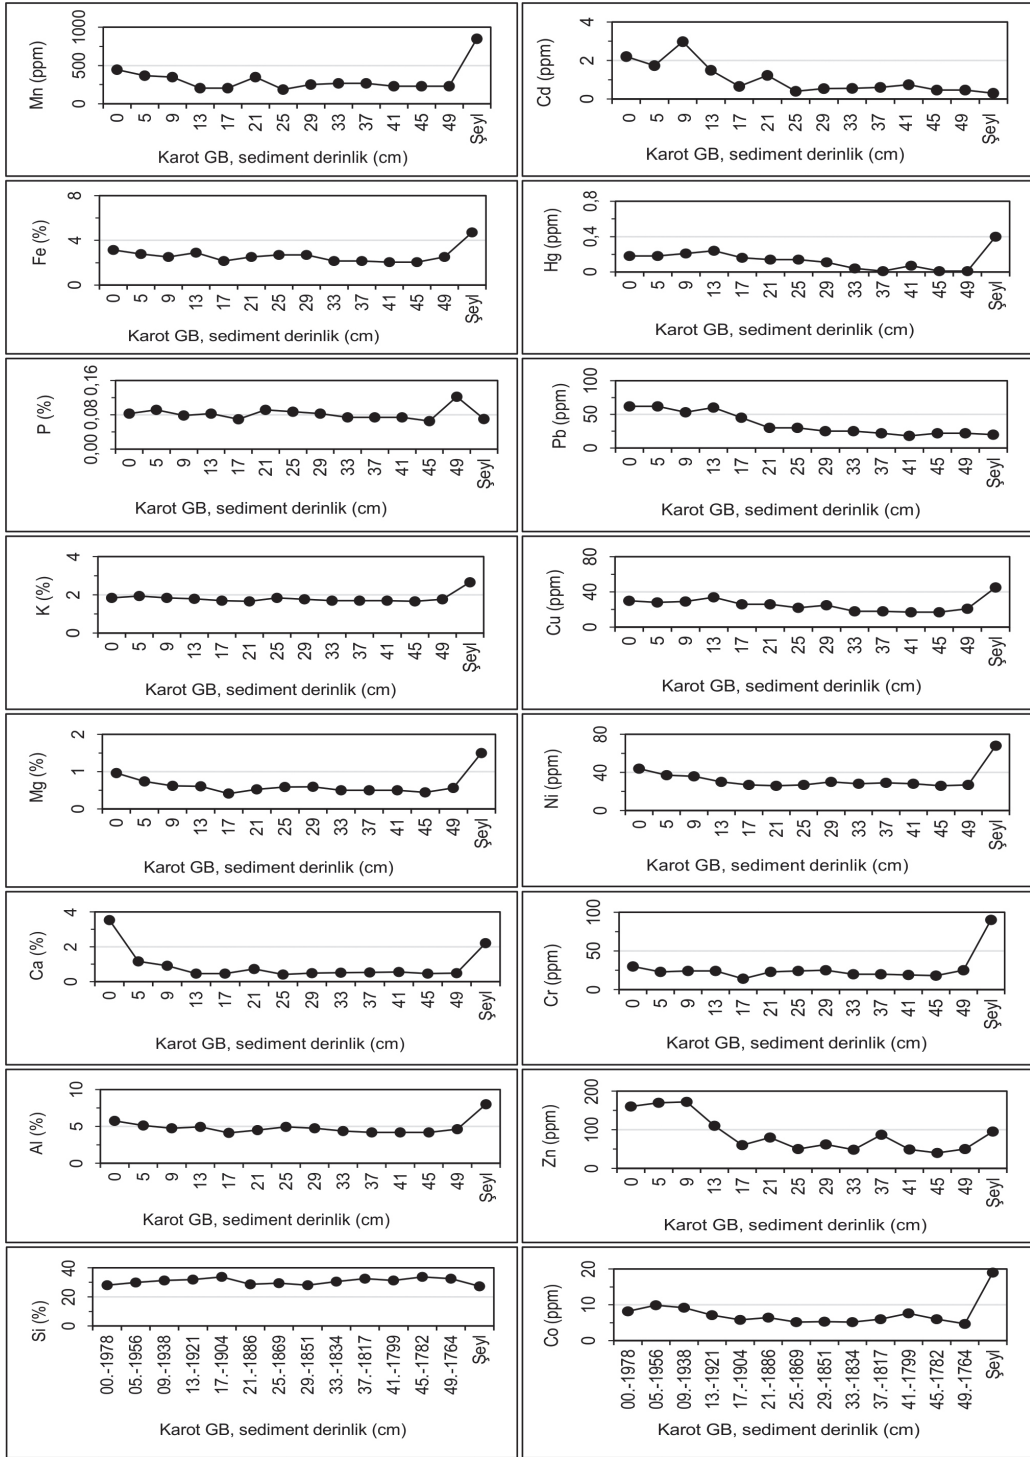 Mn (ppm)
0 500 1000
0 5 9 13 17 21 25 29 33 37 41 45 49 Şeyl
Karot GB, sediment derinlik (cm)
Cd (ppm)
0 2 4
0 5 9 13 17 21 25 29 33 37 41 45 49 Şeyl
Karot GB, sediment derinlik (cm)
Fe (%)
0 4 8
0 5 9 13 17 21 25 29 33 37 41 45 49 Şeyl
Karot GB, sediment derinlik (cm)
Hg (ppm)
0 0,4 0,8
0 5 9 13 17 21 25 29 33 37 41 45 49 Şeyl
Karot GB, sediment derinlik (cm)
P (%)
0,00 0,08 0,16
0 5 9 13 17 21 25 29 33 37 41 45 49 Şeyl
Karot GB, sediment derinlik (cm)
Pb (ppm)
0 50 100
0 5 9 13 17 21 25 29 33 37 41 45 49 Şeyl
Karot GB, sediment derinlik (cm)
K (%)
0 2 4
0 5 9 13 17 21 25 29 33 37 41 45 49 Şeyl
Karot GB, sediment derinlik (cm)
Cu (ppm)
0 40 80
0 5 9 13 17 21 25 29 33 37 41 45 49 Şeyl
Karot GB, sediment derinlik (cm)
Mg (%)
0 1 2
0 5 9 13 17 21 25 29 33 37 41 45 49 Şeyl
Karot GB, sediment derinlik (cm)
Ni (ppm)
0 40 80
0 5 9 13 17 21 25 29 33 37 41 45 49 Şeyl
Karot GB, sediment derinlik (cm)
Ca (%)
0 2 4
0 5 9 13 17 21 25 29 33 37 41 45 49 Şeyl
Karot GB, sediment derinlik (cm)
Cr (ppm)
0 50 100
0 5 9 13 17 21 25 29 33 37 41 45 49 Şeyl
Karot GB, sediment derinlik (cm)
Al (%)
0 5 10
0 5 9 13 17 21 25 29 33 37 41 45 49 Şeyl
Karot GB, sediment derinlik (cm)
Zn (ppm)
0 100 200
0 5 9 13 17 21 25 29 33 37 41 45 49 Şeyl
Karot GB, sediment derinlik (cm)
Si (%)
0 20 40
00.-1978 05.-1956 09.-1938 13.-1921 17.-1904 21.-1886 25.-1869 29.-1851 33.-1834 37.-1817 41.-1799 45.-1782 49.-1764 Şeyl
Karot GB, sediment derinlik (cm)
Co (ppm)
0 10 20
00.-1978 05.-1956 09.-1938 13.-1921 17.-1904 21.-1886 25.-1869 29.-1851 33.-1834 37.-1817 41.-1799 45.-1782 49.-1764 Şeyl
Karot GB, sediment derinlik (cm)